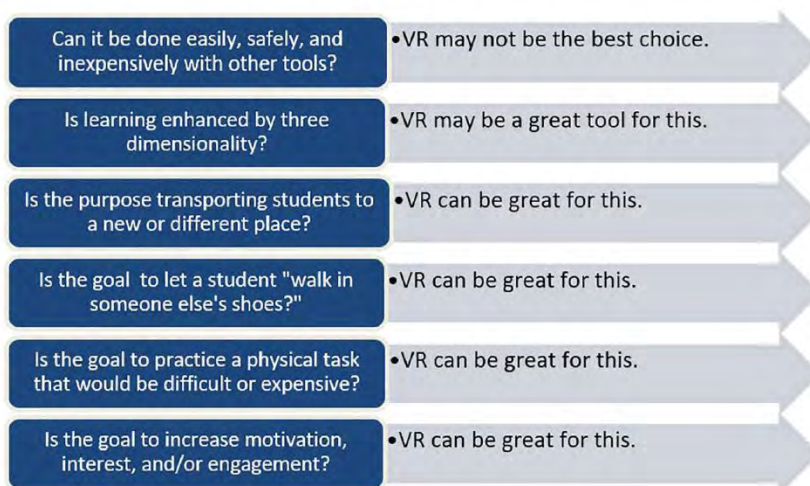 Can it be done easily, safely, and
inexpensively with other tools?
•VR may not be the best choice.
Is learning enhanced by three
dimensionality?
•VR may be a great tool for this.
Is the purpose transporting students to
a new or different place?
•VR can be great for this.
Is the goal to let a student "walk in
someone else's shoes?"
•VR can be great for this.
Is the goal to practice a physical task
that would be difficult or expensive?
•VR can be great for this.
Is the goal to increase motivation,
interest, and/or engagement?
•VR can be great for this.